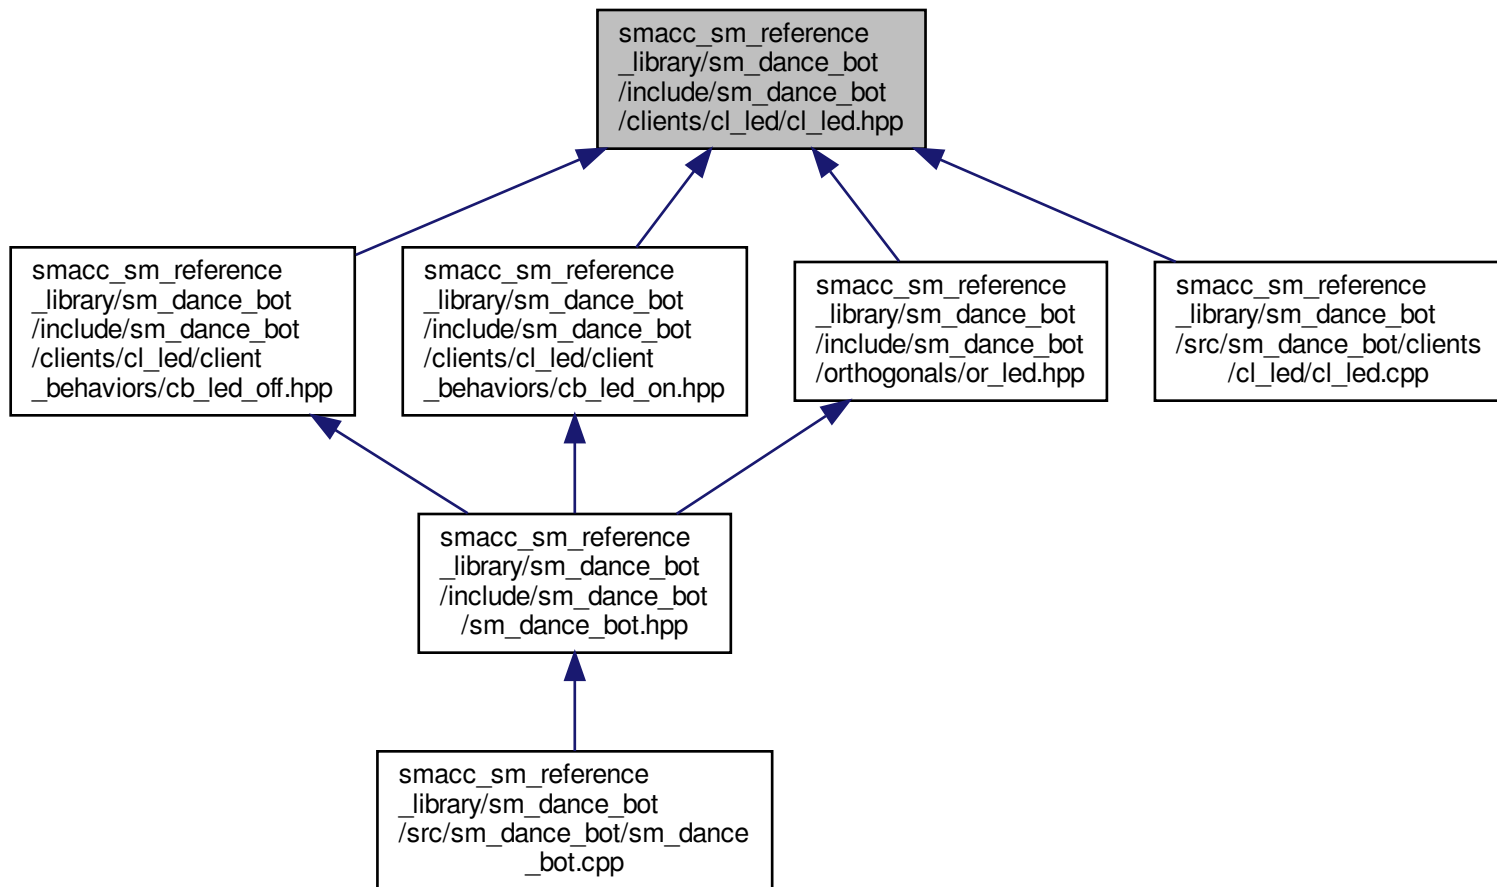 smacc_sm_reference
_library/sm_dance_bot
/include/sm_dance_bot
/clients/cl_led/cl_led.hpp
smacc_sm_reference
_library/sm_dance_bot
/include/sm_dance_bot
/clients/cl_led/client
_behaviors/cb_led_off.hpp
smacc_sm_reference
_library/sm_dance_bot
/include/sm_dance_bot
/clients/cl_led/client
_behaviors/cb_led_on.hpp
smacc_sm_reference
_library/sm_dance_bot
/include/sm_dance_bot
/orthogonals/or_led.hpp
smacc_sm_reference
_library/sm_dance_bot
/src/sm_dance_bot/clients
/cl_led/cl_led.cpp
smacc_sm_reference
_library/sm_dance_bot
/include/sm_dance_bot
/sm_dance_bot.hpp
smacc_sm_reference
_library/sm_dance_bot
/src/sm_dance_bot/sm_dance
_bot.cpp